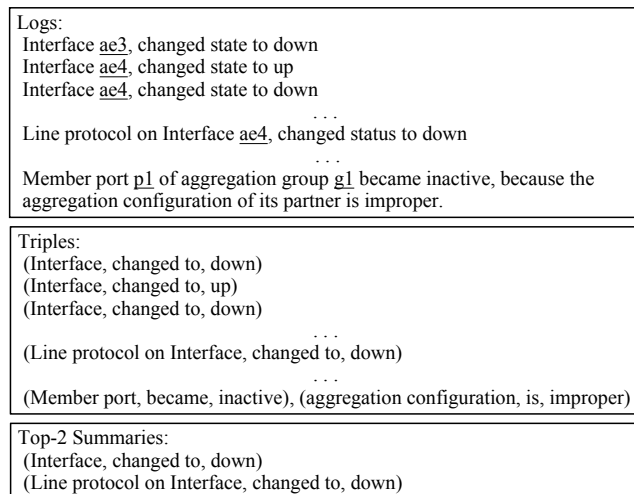 Logs:
Interface ae3, changed state to down
Interface ae4, changed state to up
Interface ae4, changed state to down
. . .
Line protocol on Interface ae4, changed status to down
. . .
Member port p1 of aggregation group g1 became inactive, because the
aggregation configuration of its partner is improper.
Triples:
(Interface, changed to, down)
(Interface, changed to, up)
(Interface, changed to, down)
. . .
(Line protocol on Interface, changed to, down)
. . .
(Member port, became, inactive), (aggregation configuration, is, improper)
Top-2 Summaries:
(Interface, changed to, down)
(Line protocol on Interface, changed to, down)